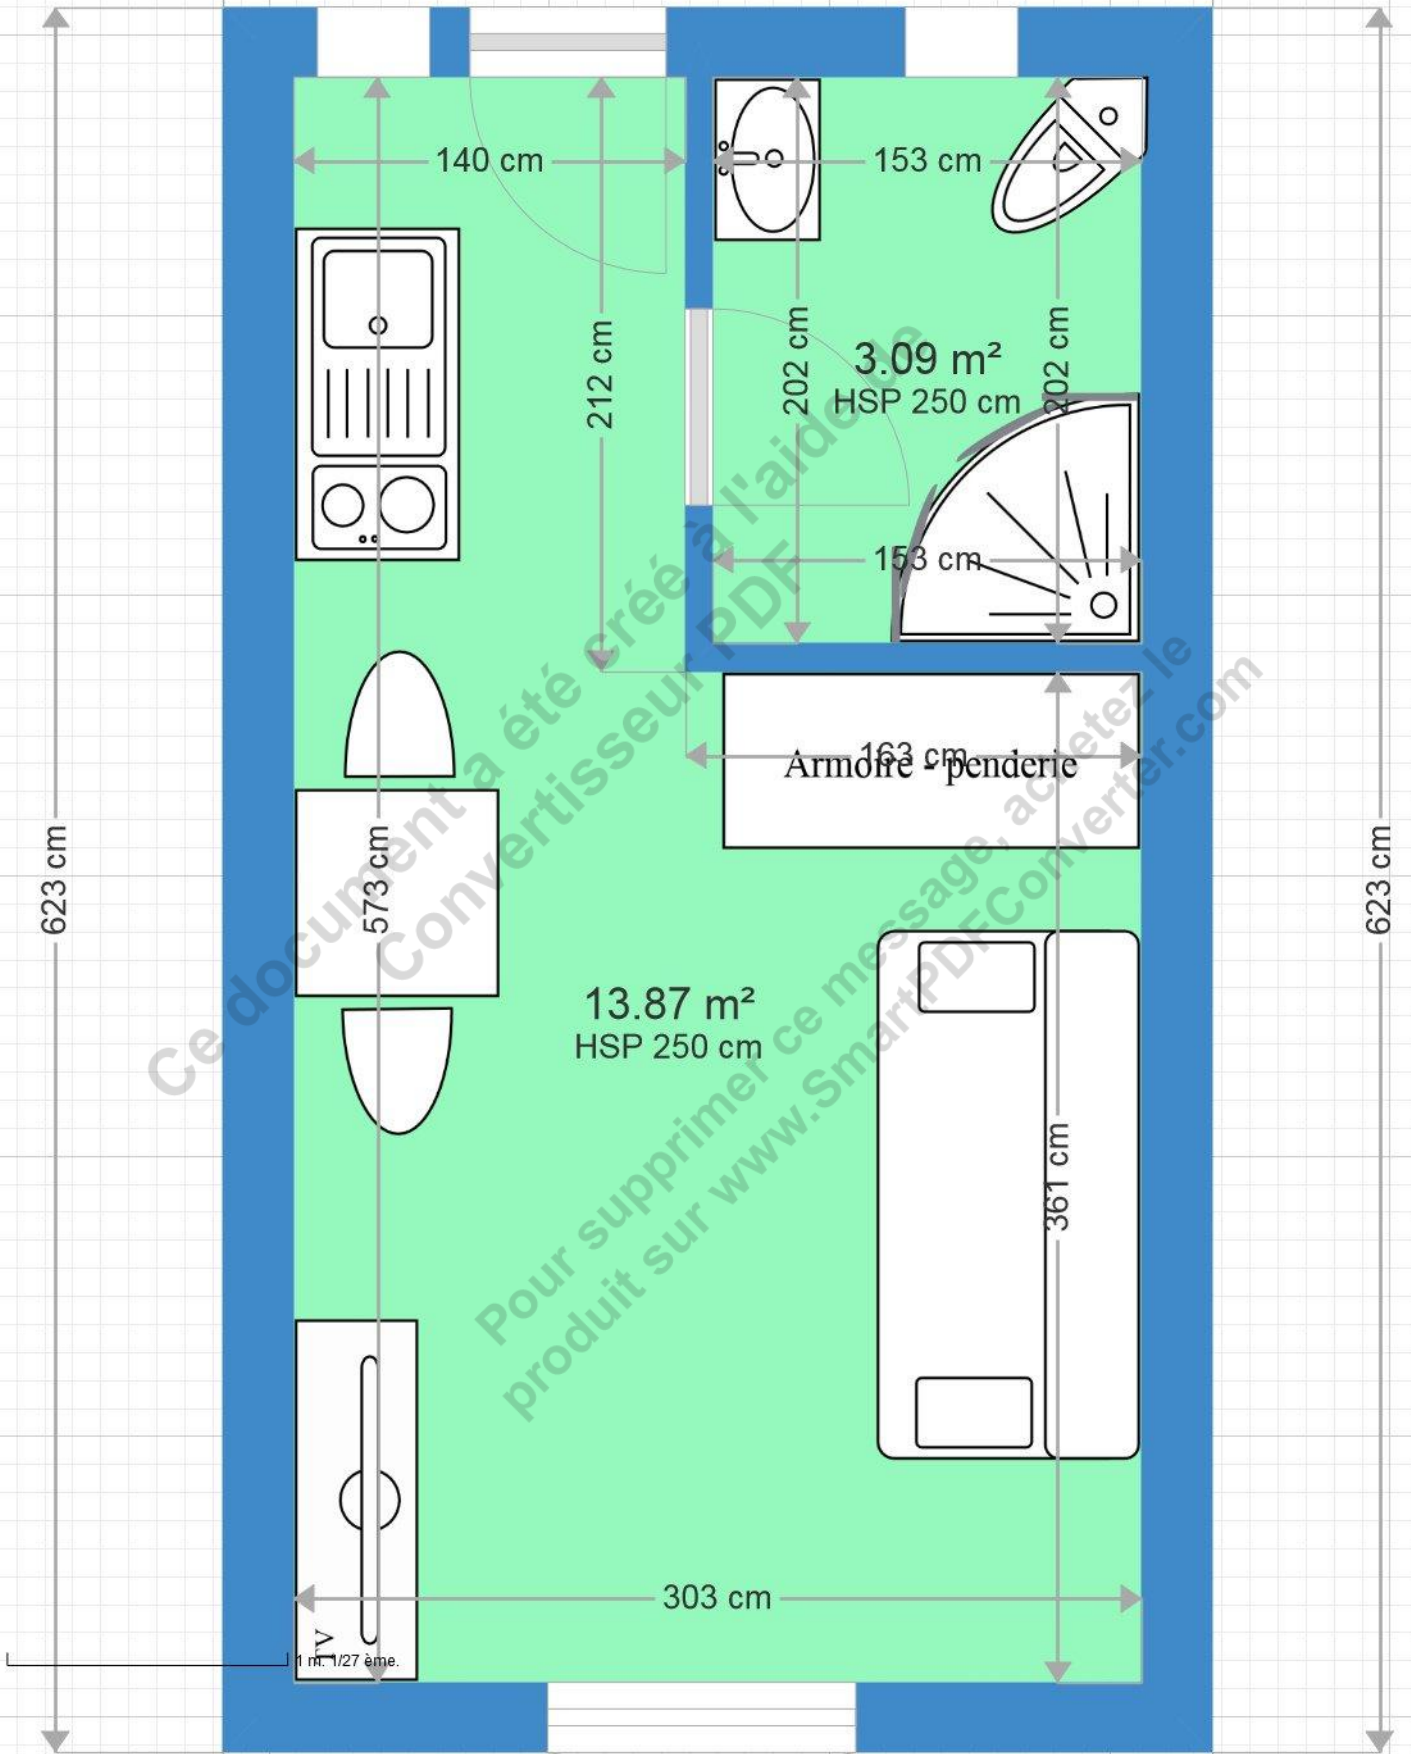 140 cm
153 cm
212 cm
202 cm
202 cm
3.09 m²
HSP 250 cm
153 cm
163 cm
Armoire - penderie
623 cm
573 cm
623 cm
13.87 m²
HSP 250 cm
361 cm
303 cm
TV
1 m. 1/27 ème.
Ce document a été créé à l'aide de
Convertisseur PDF
Pour supprimer ce message, achetez le
produit sur www.SmartPDFConverter.com